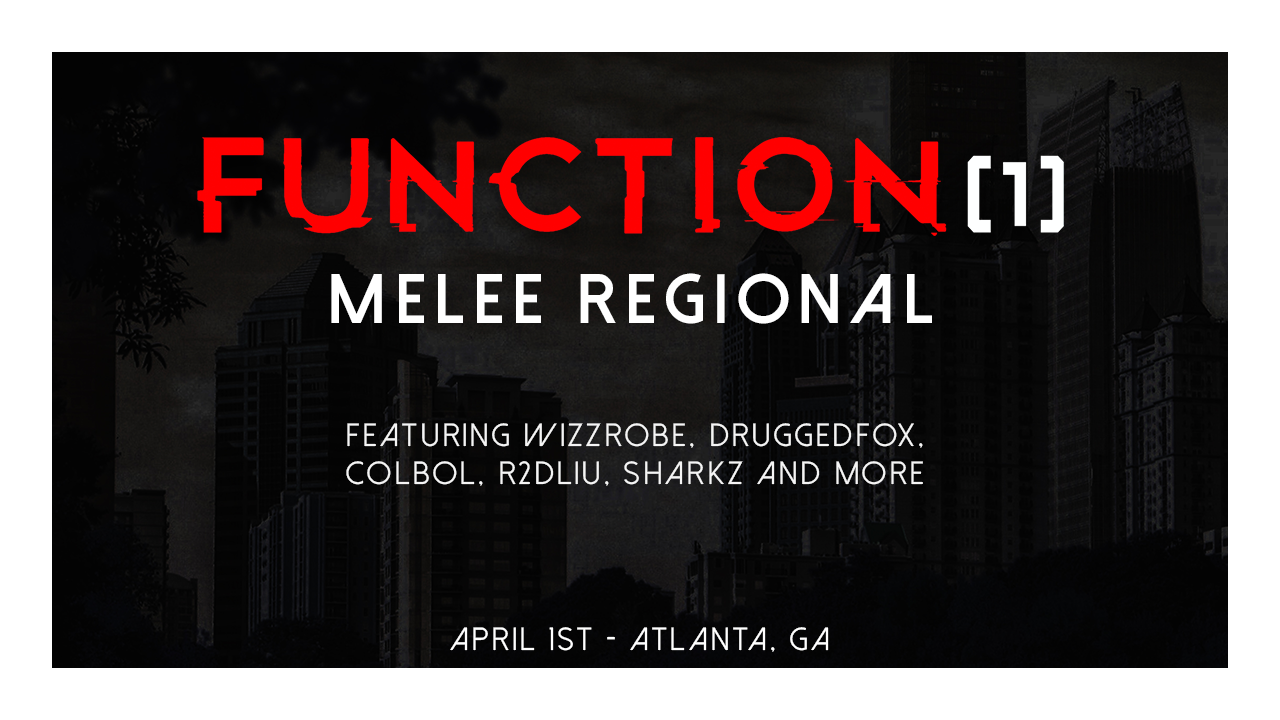 FUNCTION[1]
MELEE REGIONAL
FEATURING WIZZROBE, DRUGGEDFOX,
COLBOL, R2DLIU, SHARKZ AND MORE
APRIL 1ST - ATLANTA, GA